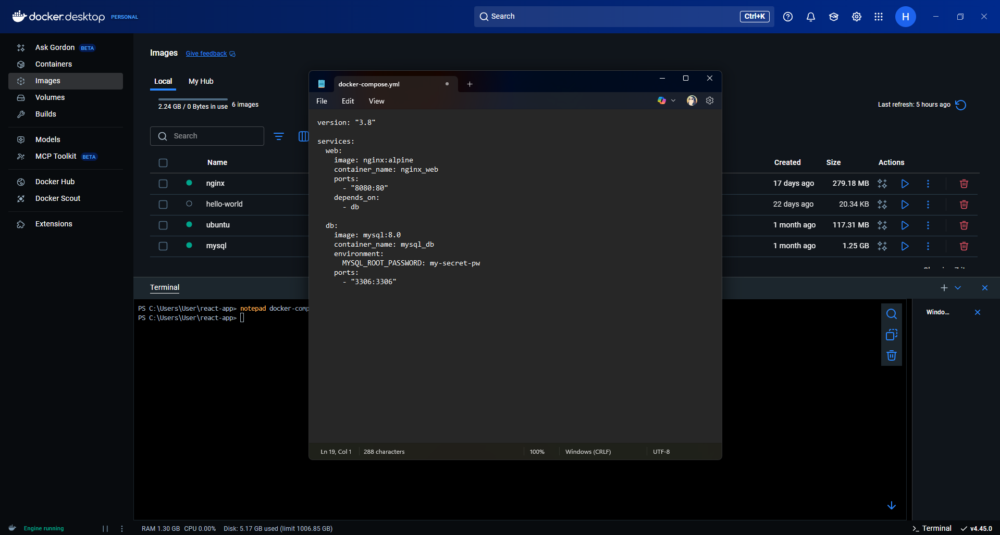 docker.desktop PERSONAL
Search Ctrl+K
H
Ask Gordon BETA
Containers
Images
Volumes
Builds
Models
MCP Toolkit BETA
Docker Hub
Docker Scout
Extensions
Images Give feedback
Local My Hub
2.24 GB / 0 Bytes in use 6 images
Last refresh: 5 hours ago
Search
Name Created Size Actions
nginx 17 days ago 279.18 MB
hello-world 22 days ago 20.34 KB
ubuntu 1 month ago 117.31 MB
mysql 1 month ago 1.25 GB
docker-compose.yml
File Edit View
version: "3.8"
services:
web:
image: nginx:alpine
container_name: nginx_web
ports:
- "8080:80"
depends_on:
- db
db:
image: mysql:8.0
container_name: mysql_db
environment:
MYSQL_ROOT_PASSWORD: my-secret-pw
ports:
- "3306:3306"
Ln 19, Col 1 288 characters 100% Windows (CRLF) UTF-8
Terminal
PS C:\Users\User\react-app> notepad docker-comp
PS C:\Users\User\react-app>
Windo...
Engine running
RAM 1.30 GB CPU 0.00% Disk: 5.17 GB used (limit 1006.85 GB)
Terminal v4.45.0